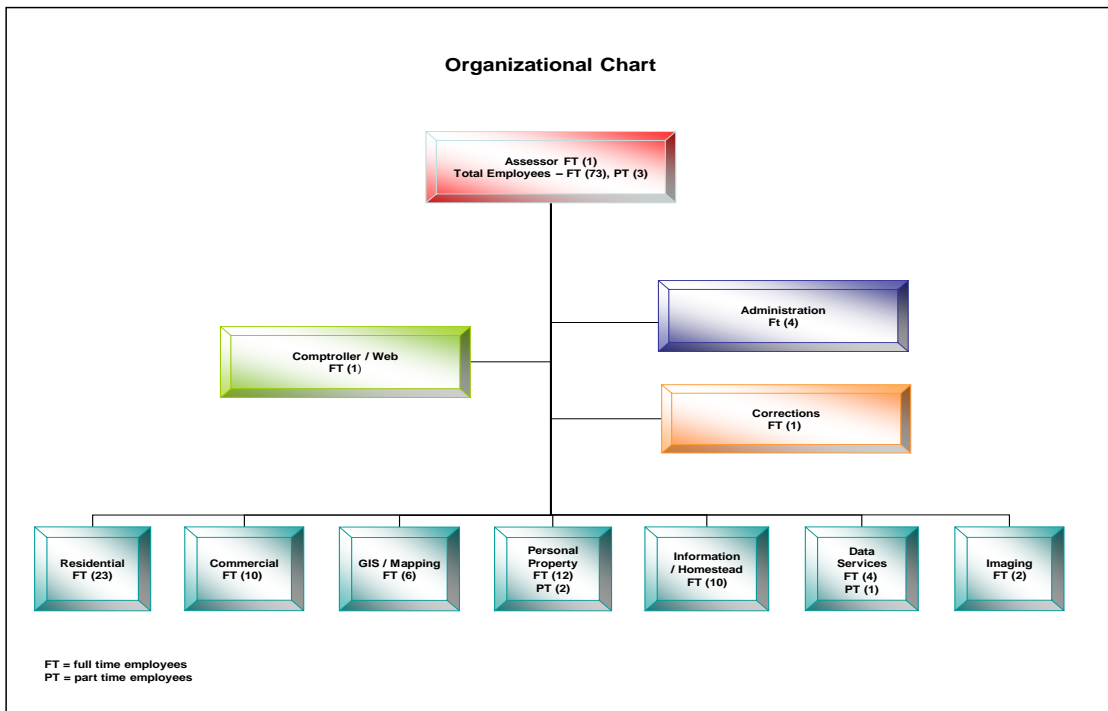 Organizational Chart
Assessor FT (1)
Total Employees – FT (73), PT (3)
Administration
Ft (4)
Comptroller / Web
FT (1)
Corrections
FT (1)
Residential
FT (23)
Commercial
FT (10)
GIS / Mapping
FT (6)
Personal
Property
FT (12)
PT (2)
Information
/ Homestead
FT (10)
Data
Services
FT (4)
PT (1)
Imaging
FT (2)
FT = full time employees
PT = part time employees